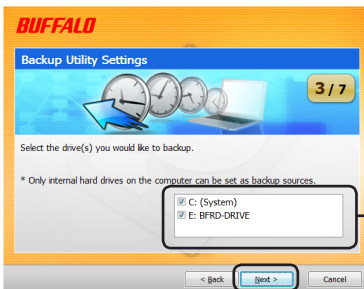 BUFFALO
Backup Utility Settings
3 / 7
Select the drive(s) you would like to backup.
* Only internal hard drives on the computer can be set as backup sources.
C: (System)
E: BFRD-DRIVE
< Back
Next >
Cancel